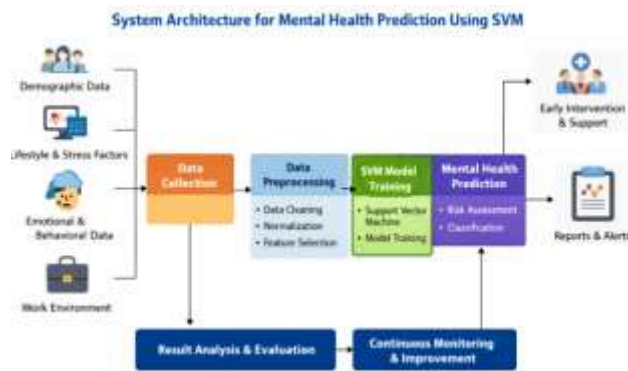 System Architecture for Mental Health Prediction Using SVM
Demographic Data
Lifestyle & Stress Factors
Emotional &
Behavioral Data
Work Environment
Data
Collection
Data
Preprocessing
• Data Cleaning
• Normalization
• Feature Selection
SVM Model
Training
• Support Vector
Machine
• Model Training
Mental Health
Prediction
• Risk Assessment
• Classification
Early Intervention
& Support
Reports & Alerts
Result Analysis & Evaluation
Continuous Monitoring
& Improvement